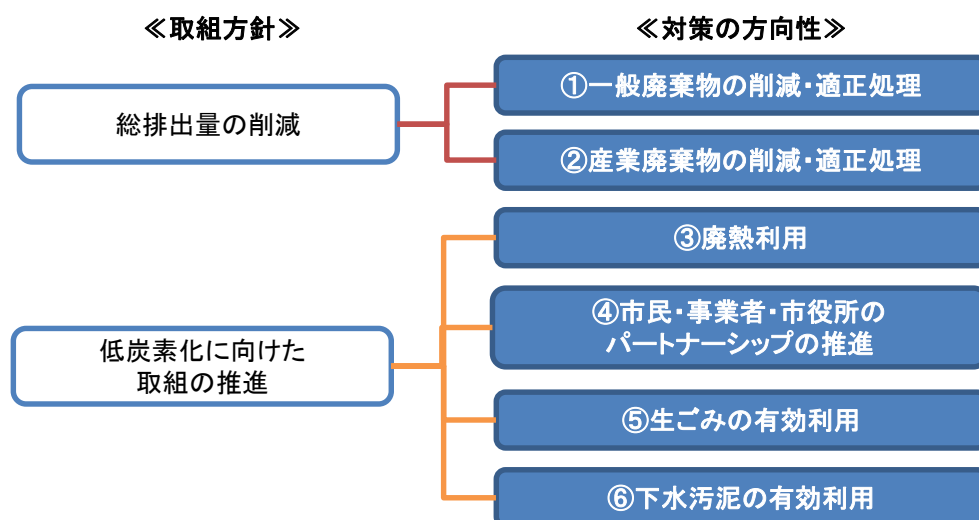 ≪取組方針≫
≪対策の方向性≫
総排出量の削減
①一般廃棄物の削減・適正処理
②産業廃棄物の削減・適正処理
低炭素化に向けた
取組の推進
③廃熱利用
④市民・事業者・市役所の
パートナーシップの推進
⑤生ごみの有効利用
⑥下水汚泥の有効利用